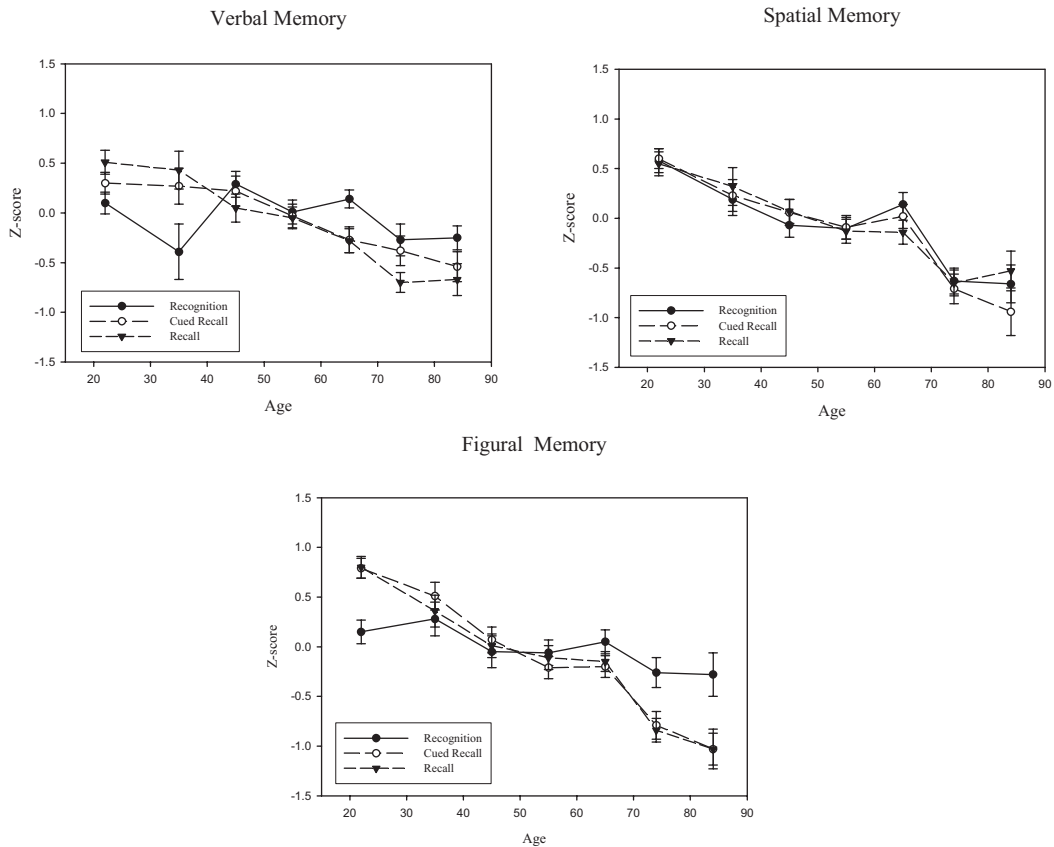 Verbal Memory
1.5
1.0
0.5
0.0
-0.5
-1.0
-1.5
Z-score
Recognition
Cued Recall
Recall
20 30 40 50 60 70 80 90
Age
Spatial Memory
1.5
1.0
0.5
0.0
-0.5
-1.0
-1.5
Z-score
Recognition
Cued Recall
Recall
20 30 40 50 60 70 80 90
Age
Figural Memory
1.5
1.0
0.5
0.0
-0.5
-1.0
-1.5
Z-score
Recognition
Cued Recall
Recall
20 30 40 50 60 70 80 90
Age